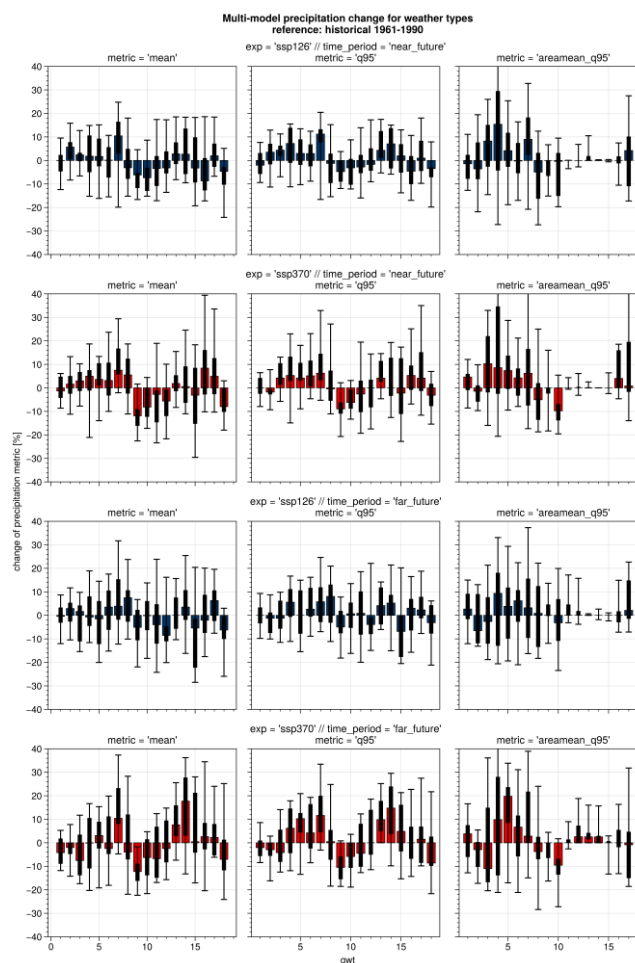 Multi-model precipitation change for weather types
reference: historical 1961-1990
exp = 'ssp126' // time_period = 'near_future'
metric = 'mean' metric = 'q95' metric = 'areamean_q95'
40
30
20
10
0
−10
−20
−30
−40
exp = 'ssp370' // time_period = 'near_future'
metric = 'mean' metric = 'q95' metric = 'areamean_q95'
40
30
20
10
0
−10
−20
−30
−40
change of precipitation metric [%]
exp = 'ssp126' // time_period = 'far_future'
metric = 'mean' metric = 'q95' metric = 'areamean_q95'
40
30
20
10
0
−10
−20
−30
−40
exp = 'ssp370' // time_period = 'far_future'
metric = 'mean' metric = 'q95' metric = 'areamean_q95'
40
30
20
10
0
−10
−20
−30
−40
0 5 10 15 5 10 15 5 10 15
gwt